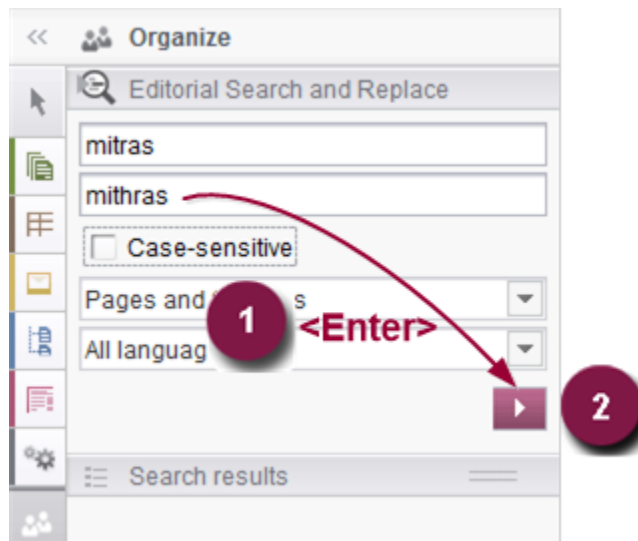 << Organize
Editorial Search and Replace
mitras
mithras
Case-sensitive
Pages and s
1 <Enter>
All languag
2
Search results